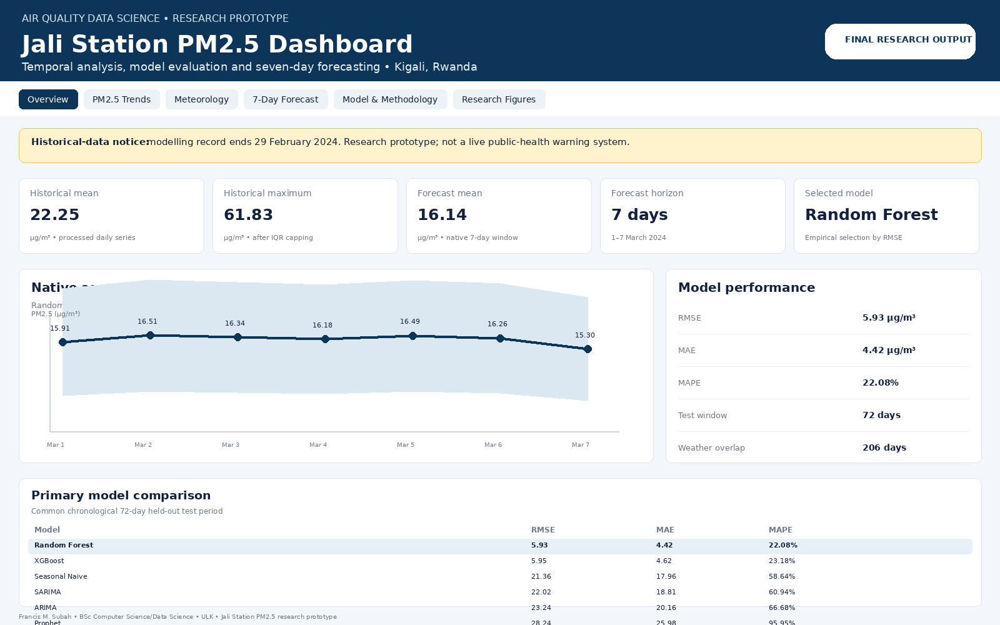 AIR QUALITY DATA SCIENCE • RESEARCH PROTOTYPE
Jali Station PM2.5 Dashboard
Temporal analysis, model evaluation and seven-day forecasting • Kigali, Rwanda
FINAL RESEARCH OUTPUT
Overview PM2.5 Trends Meteorology 7-Day Forecast Model & Methodology Research Figures
Historical-data notice: modelling record ends 29 February 2024. Research prototype; not a live public-health warning system.
Historical mean
22.25
µg/m³ • processed daily series
Historical maximum
61.83
µg/m³ • after IQR capping
Forecast mean
16.14
µg/m³ • native 7-day window
Forecast horizon
7 days
1–7 March 2024
Selected model
Random Forest
Empirical selection by RMSE
Native
Random
PM2.5 (µg/m³)
15.91 16.51 16.34 16.18 16.49 16.26 15.30
Mar 1 Mar 2 Mar 3 Mar 4 Mar 5 Mar 6 Mar 7
Model performance
RMSE 5.93 µg/m³
MAE 4.42 µg/m³
MAPE 22.08%
Test window 72 days
Weather overlap 206 days
Primary model comparison
Common chronological 72-day held-out test period
Model RMSE MAE MAPE
Random Forest 5.93 4.42 22.08%
XGBoost 5.95 4.62 23.18%
Seasonal Naive 21.36 17.96 58.64%
SARIMA 22.02 18.81 60.94%
ARIMA 23.24 20.16 66.68%
Francis M. Subah • BSc Computer Science/Data Science • ULK • Jali Station PM2.5 research prototype
Prophet 28.24 25.98 95.95%